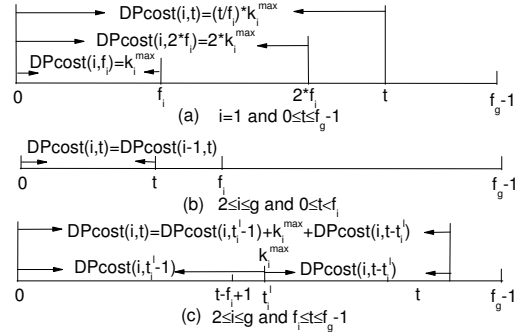 DPcost(i,t)=(t/f_i)*k_i^max
DPcost(i,2*f_i)=2*k_i^max
DPcost(i,f_i)=k_i^max
0 f_i 2*f_i t f_g-1
(a) i=1 and 0≤t≤f_g-1
DPcost(i,t)=DPcost(i-1,t)
0 t f_i f_g-1
(b) 2≤i≤g and 0≤t<f_i
DPcost(i,t)=DPcost(i,t_i^l-1)+k_i^max+DPcost(i,t-t_i^l)
k_i^max
DPcost(i,t_i^l-1) DPcost(i,t-t_i^l)
0 t-f_i+1 t_i^l t f_g-1
(c) 2≤i≤g and f_i≤t≤f_g-1